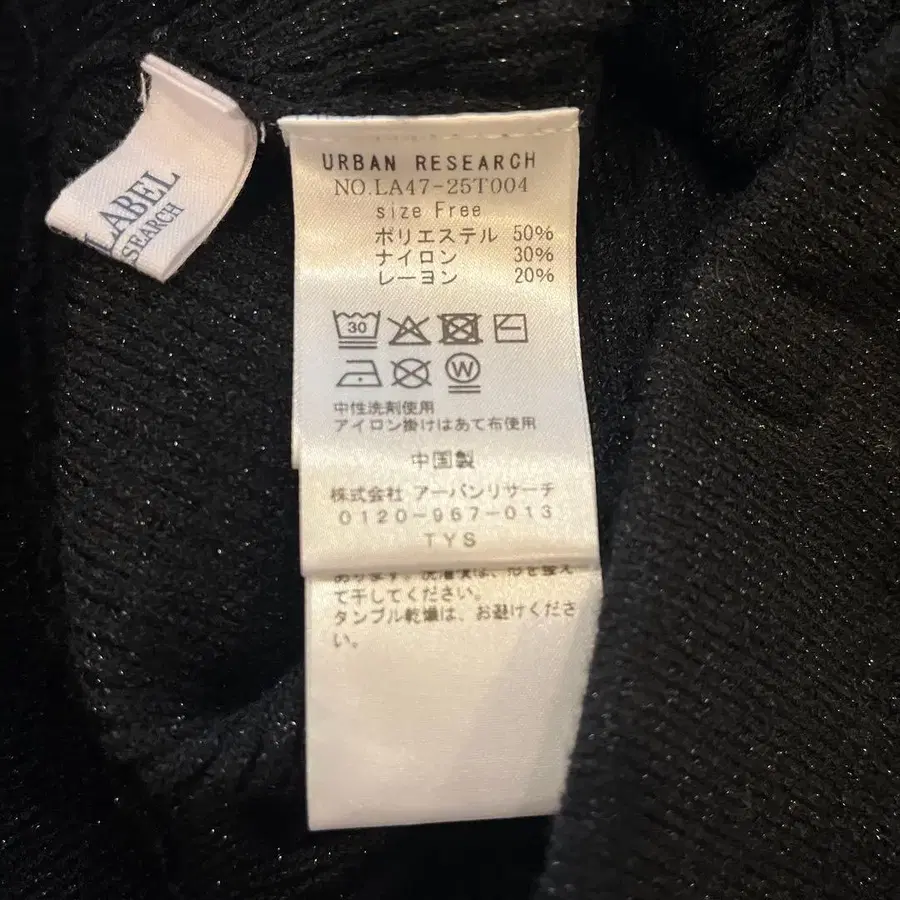 LABEL
SEARCH
URBAN RESEARCH
NO.LA47-25T004
size Free
ポリエステル 50%
ナイロン 30%
レーヨン 20%
30
W
中性洗剤使用
アイロン掛けはあて布使用
中国製
株式会社 アーバンリサーチ
0120-967-013
TYS
て干してください。
タンブル乾燥は、お避けくださ
い。